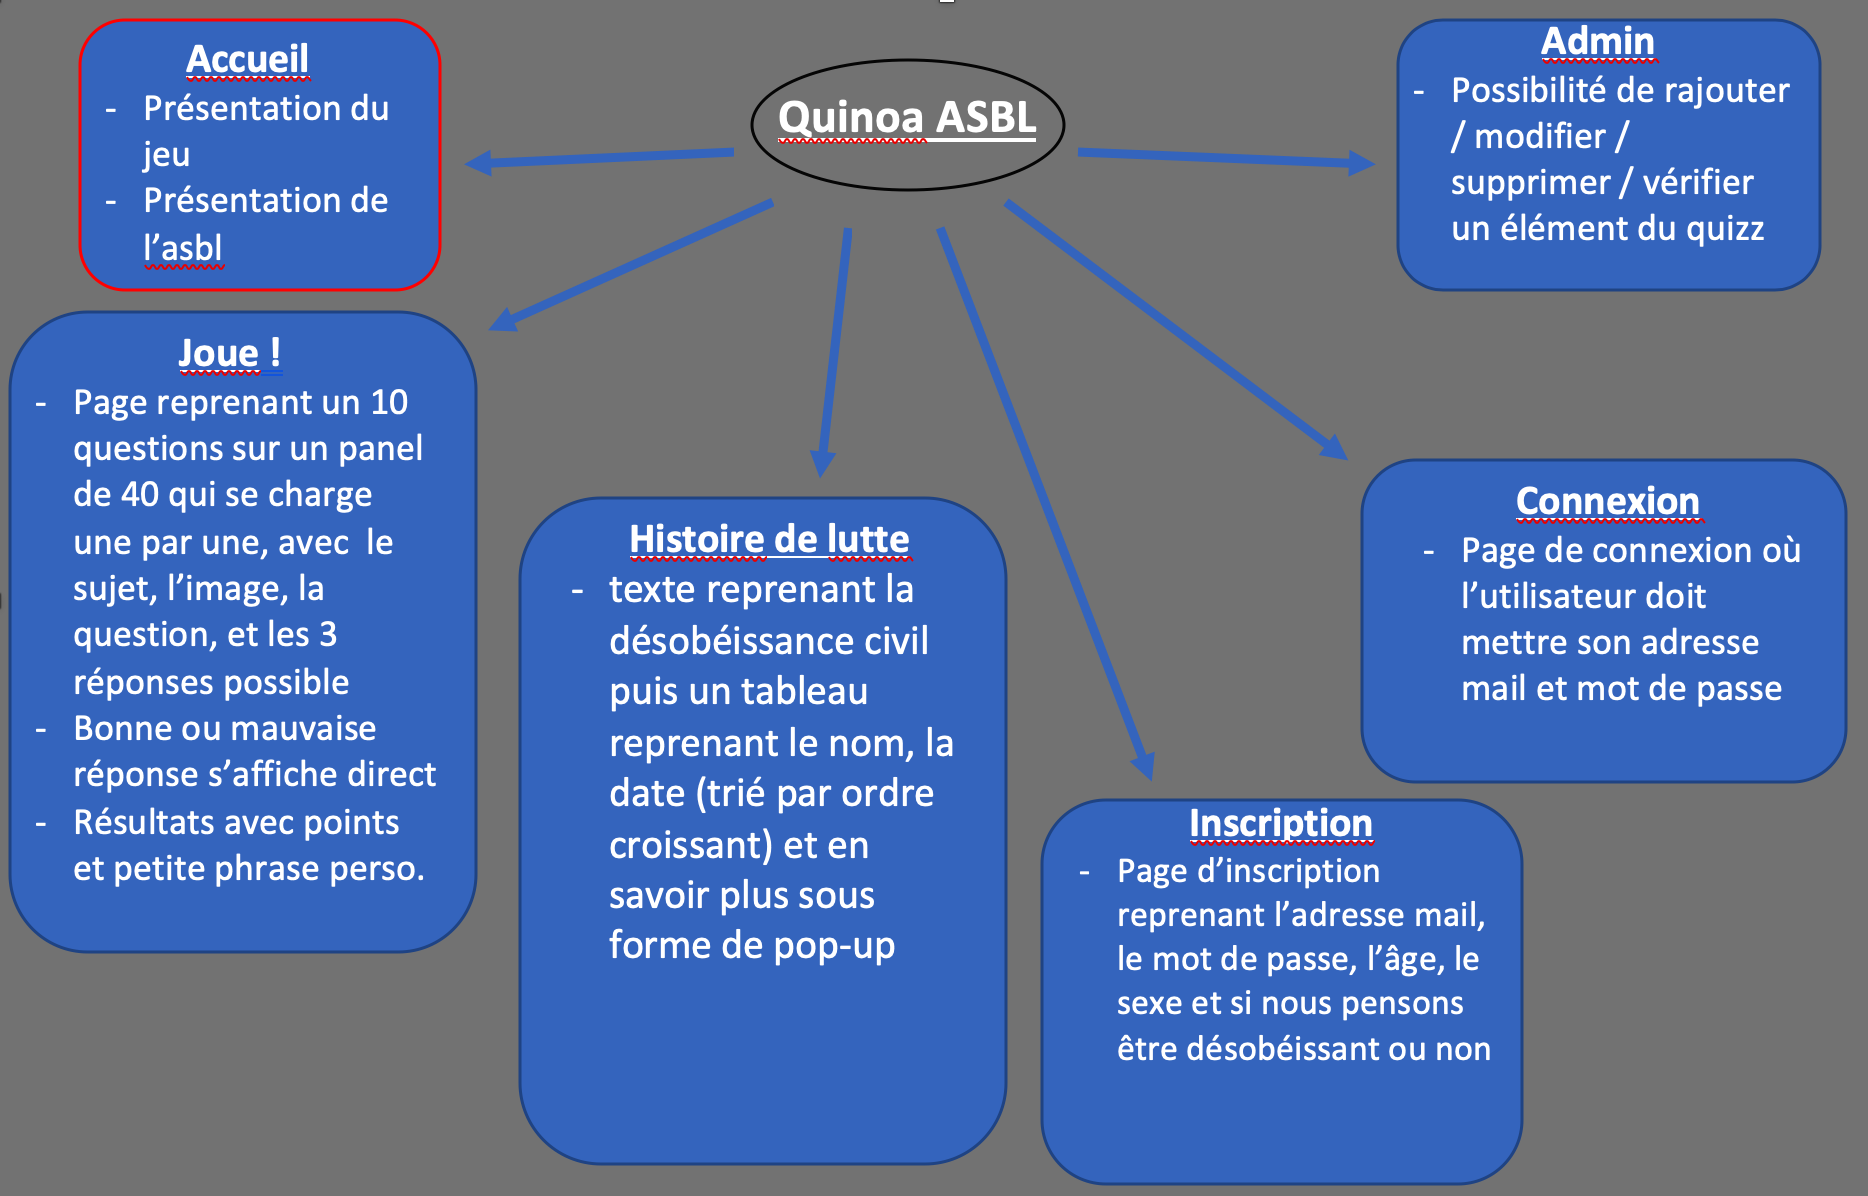 Quinoa ASBL
Accueil
- Présentation du
jeu
- Présentation de
l’asbl
Admin
- Possibilité de rajouter
/ modifier /
supprimer / vérifier
un élément du quizz
Joue !
- Page reprenant un 10
questions sur un panel
de 40 qui se charge
une par une, avec le
sujet, l’image, la
question, et les 3
réponses possible
- Bonne ou mauvaise
réponse s’affiche direct
- Résultats avec points
et petite phrase perso.
Histoire de lutte
- texte reprenant la
désobéissance civil
puis un tableau
reprenant le nom, la
date (trié par ordre
croissant) et en
savoir plus sous
forme de pop-up
Connexion
- Page de connexion où
l’utilisateur doit
mettre son adresse
mail et mot de passe
Inscription
- Page d’inscription
reprenant l’adresse mail,
le mot de passe, l’âge, le
sexe et si nous pensons
être désobéissant ou non